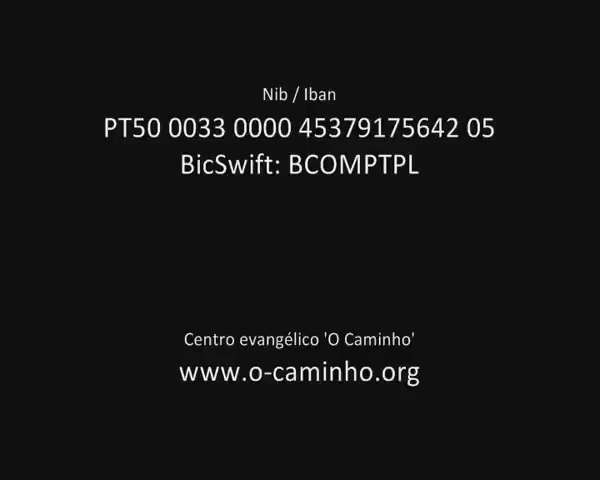 Nib / Iban
PT50 0033 0000 45379175642 05
BicSwift: BCOMPTPL
Centro evangélico 'O Caminho'
www.o-caminho.org